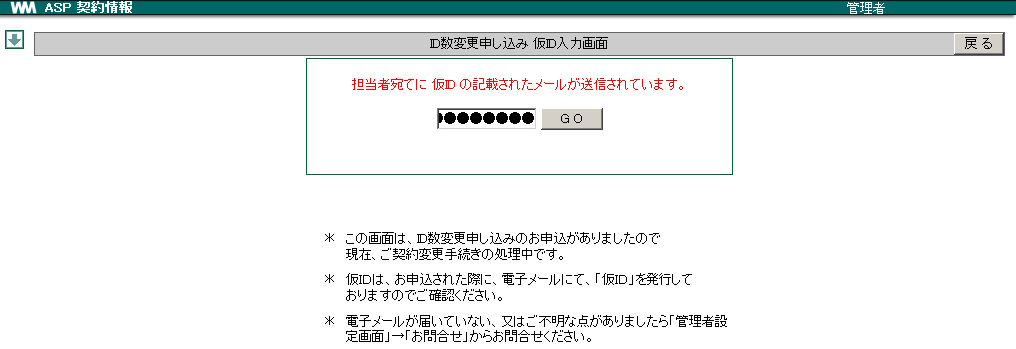 WM ASP 契約情報 管理者
ID数変更申し込み 仮ID入力画面 戻る
担当者宛てに 仮ID の記載されたメールが送信されています。
●●●●●●●● GO
＊ この画面は、ID数変更申し込みのお申込がありましたので
現在、ご契約変更手続きの処理中です。
＊ 仮IDは、お申込された際に、電子メールにて、「仮ID」を発行して
おりますのでご確認ください。
＊ 電子メールが届いていない、又はご不明な点がありましたら「管理者設
定画面」→「お問合せ」からお問合せください。